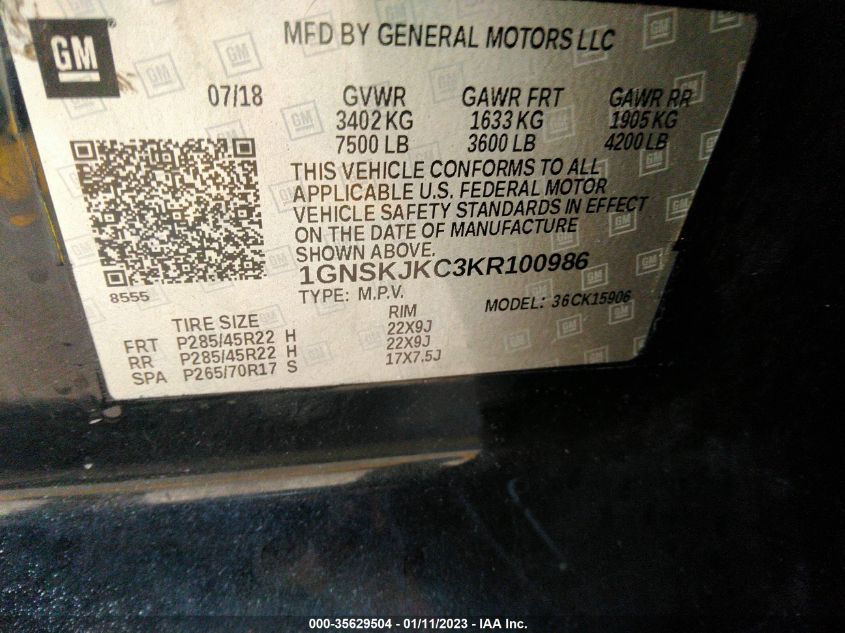 GM
MFD BY GENERAL MOTORS LLC
07/18 GVWR GAWR FRT GAWR RR
3402 KG 1633 KG 1905 KG
7500 LB 3600 LB 4200 LB
THIS VEHICLE CONFORMS TO ALL
APPLICABLE U.S. FEDERAL MOTOR
VEHICLE SAFETY STANDARDS IN EFFECT
ON THE DATE OF MANUFACTURE
SHOWN ABOVE.
1GNSKJKC3KR100986
8555
TYPE: M.P.V. MODEL: 36CK15906
TIRE SIZE RIM
FRT P285/45R22 H 22X9J
RR P285/45R22 H 22X9J
SPA P265/70R17 S 17X7.5J
000-35629504 - 01/11/2023 - IAA Inc.